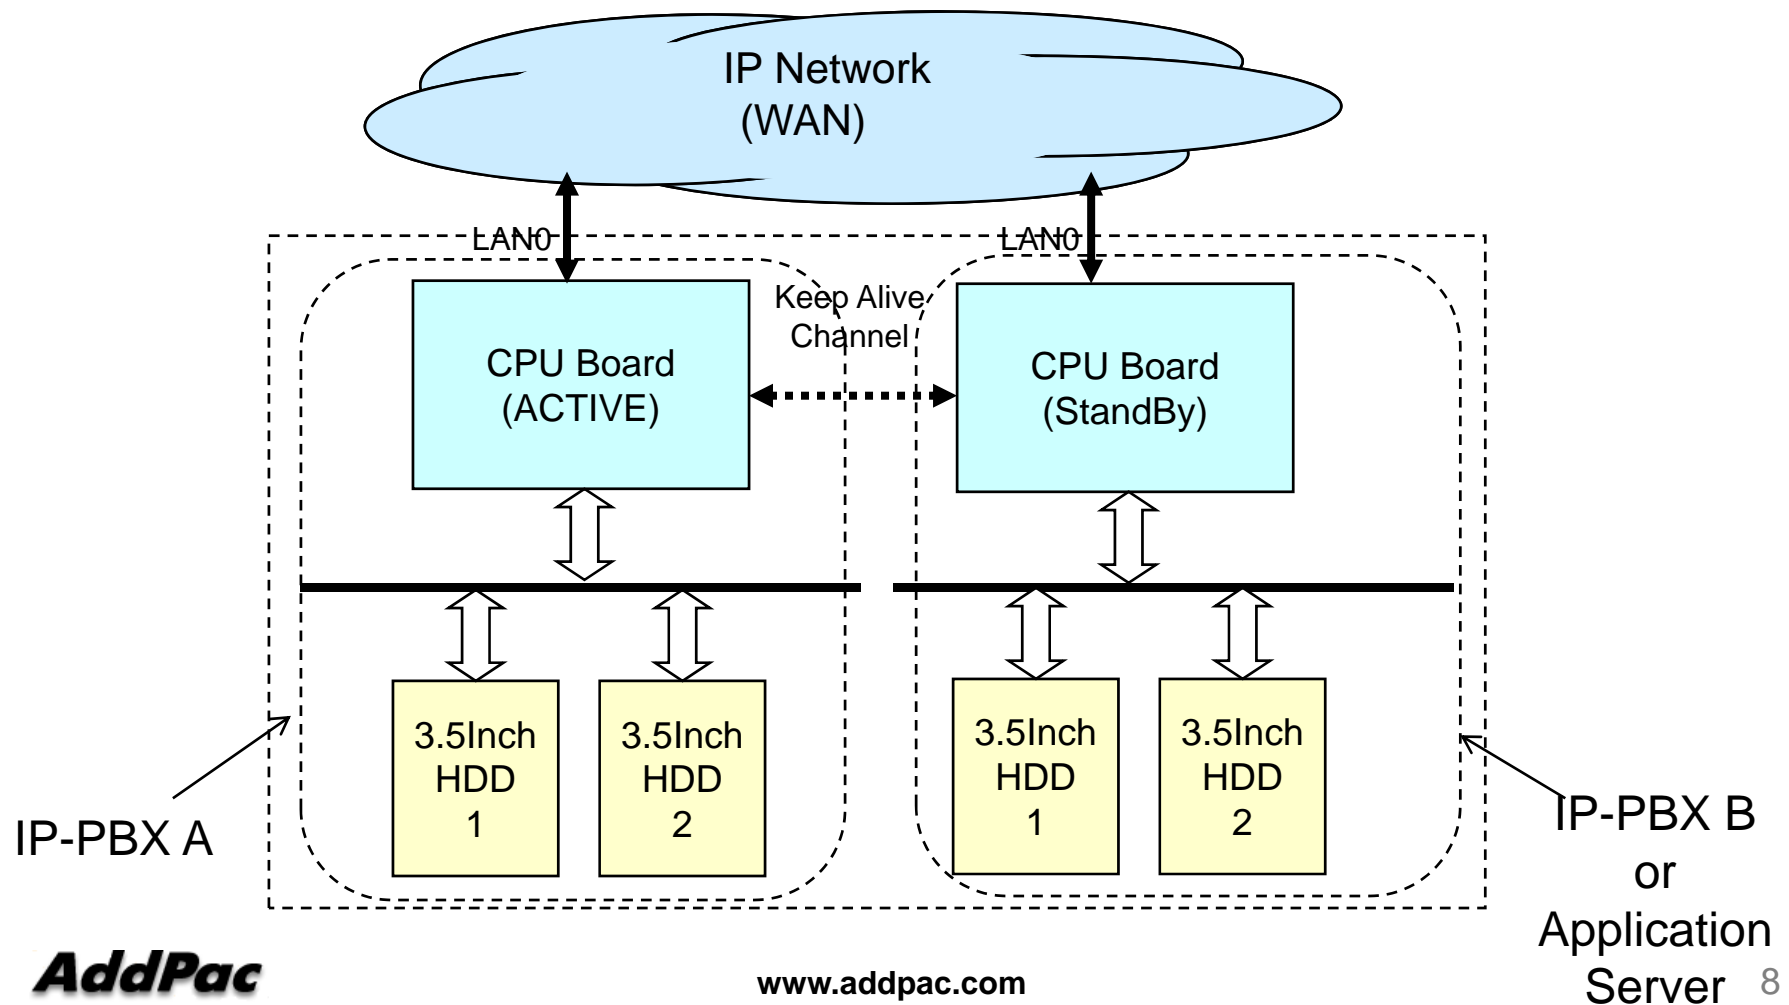 IP Network
(WAN)
LAN0
LAN0
Keep Alive
Channel
CPU Board
(ACTIVE)
CPU Board
(StandBy)
3.5Inch
HDD
1
3.5Inch
HDD
2
3.5Inch
HDD
1
3.5Inch
HDD
2
IP-PBX A
IP-PBX B
or
Application
Server
AddPac
www.addpac.com
8